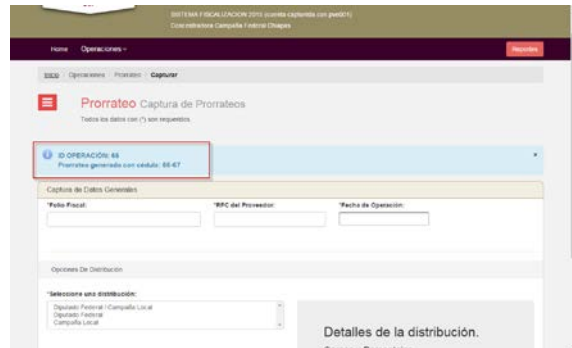 SISTEMA FISCALIZACION 2015 (cuenta capturista con pwd001)
Concentradora Campaña Federal Chiapas
Home Operaciones Reportes
Inicio / Operaciones / Prorrateo / Capturar
Prorrateo Captura de Prorrateos
Todos los datos con (*) son requeridos.
ID.OPERACIÓN: 66
Prorrateo generado con cédula: 66-67
Captura de Datos Generales
*Folio Fiscal: *RFC del Proveedor: *Fecha de Operación:
Opciones De Distribución
*Seleccione una distribución:
Diputado Federal / Campaña Local
Diputado Federal
Campaña Local
Detalles de la distribución.